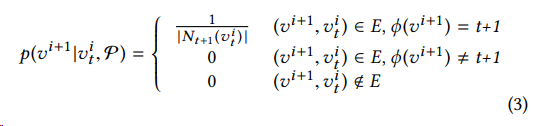 p(v^{i+1}|v_t^i, 𝒫) = { 1/|N_{t+1}(v_t^i)| (v^{i+1}, v_t^i) ∈ E, ϕ(v^{i+1}) = t+1
0 (v^{i+1}, v_t^i) ∈ E, ϕ(v^{i+1}) ≠ t+1
0 (v^{i+1}, v_t^i) ∉ E
(3)